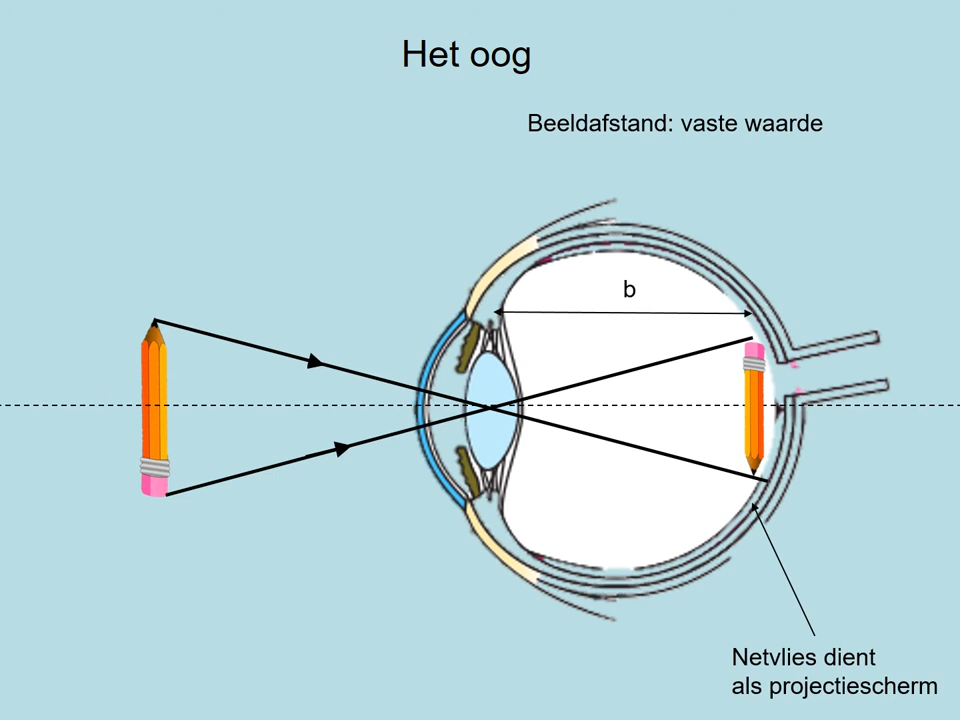 Het oog
Beeldafstand: vaste waarde
b
Netvlies dient
als projectiescherm